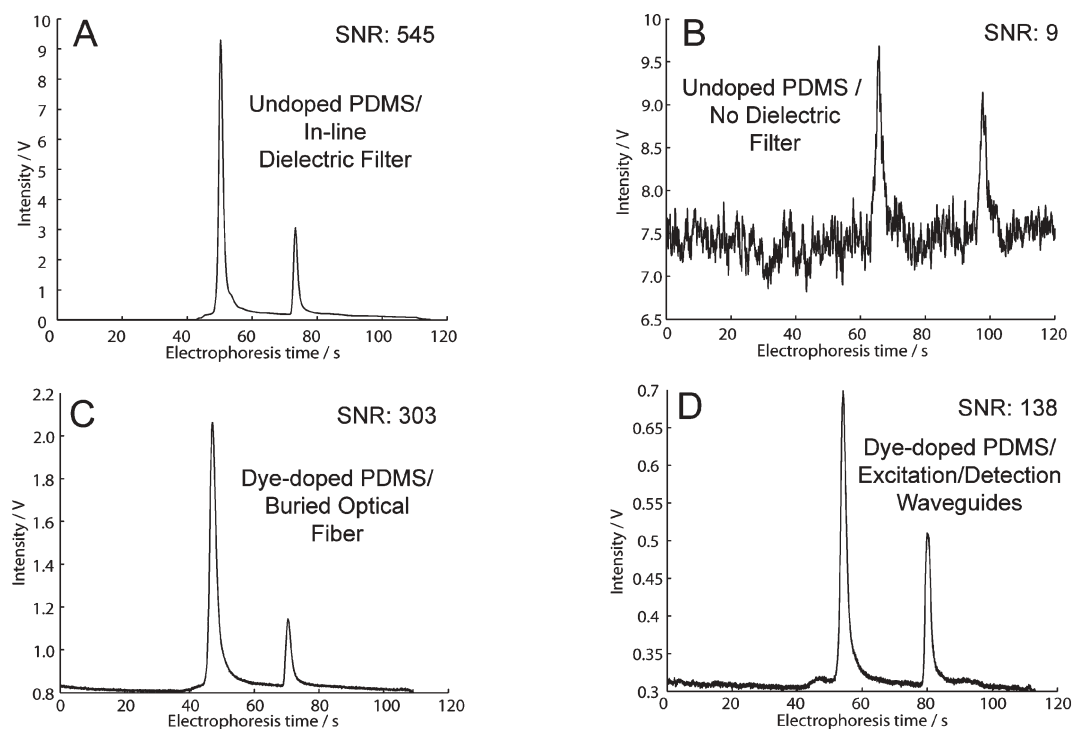 A
SNR: 545
Undoped PDMS/
In-line
Dielectric Filter
Intensity / V
10
9
8
7
6
5
4
3
2
1
0
20
40
60
80
100
120
Electrophoresis time / s
B
SNR: 9
Undoped PDMS /
No Dielectric
Filter
Intensity / V
10
9.5
9.0
8.5
8.0
7.5
7.0
6.5
0
20
40
60
80
100
120
Electrophoresis time / s
C
SNR: 303
Dye-doped PDMS/
Buried Optical
Fiber
Intensity / V
2.2
2.0
1.8
1.6
1.4
1.2
1.0
0.8
0
20
40
60
80
100
120
Electrophoresis time / s
D
SNR: 138
Dye-doped PDMS/
Excitation/Detection
Waveguides
Intensity / V
0.7
0.65
0.6
0.55
0.5
0.45
0.4
0.35
0.3
0
20
40
60
80
100
120
Electrophoresis time / s